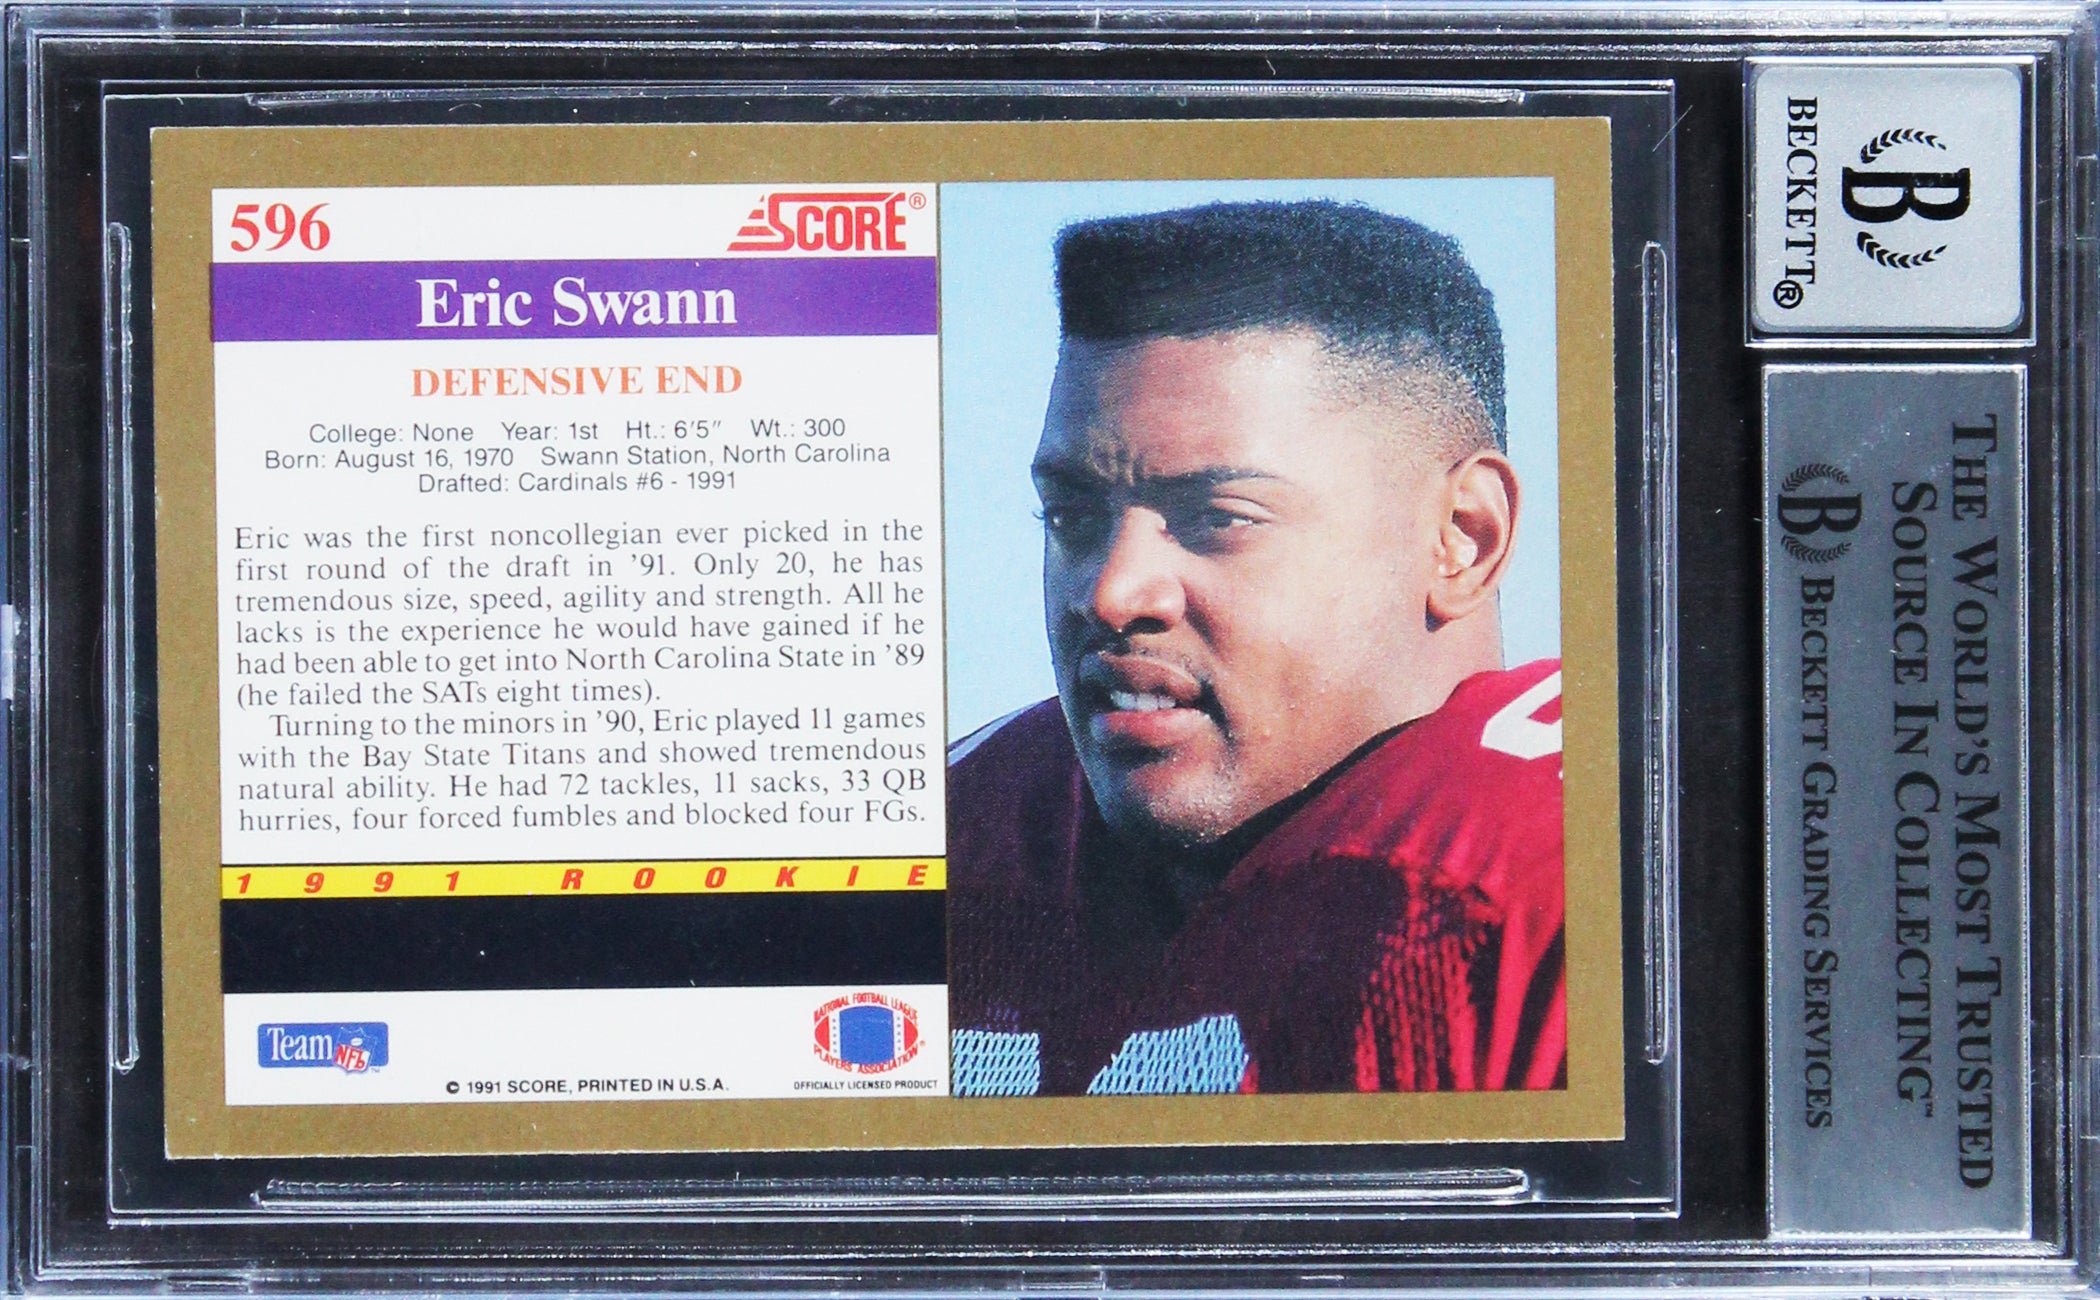 596
SCORE®
Eric Swann
DEFENSIVE END
College: None Year: 1st Ht.: 6'5" Wt.: 300
Born: August 16, 1970 Swann Station, North Carolina
Drafted: Cardinals #6 - 1991
Eric was the first noncollegian ever picked in the
first round of the draft in '91. Only 20, he has
tremendous size, speed, agility and strength. All he
lacks is the experience he would have gained if he
had been able to get into North Carolina State in '89
(he failed the SATs eight times).
Turning to the minors in '90, Eric played 11 games
with the Bay State Titans and showed tremendous
natural ability. He had 72 tackles, 11 sacks, 33 QB
hurries, four forced fumbles and blocked four FGs.
1991 ROOKIE
Team NFL™
NATIONAL FOOTBALL LEAGUE
PLAYERS ASSOCIATION®
© 1991 SCORE, PRINTED IN U.S.A.
OFFICIALLY LICENSED PRODUCT
B
BECKETT®
THE WORLD'S MOST TRUSTED
SOURCE IN COLLECTING™
B BECKETT GRADING SERVICES